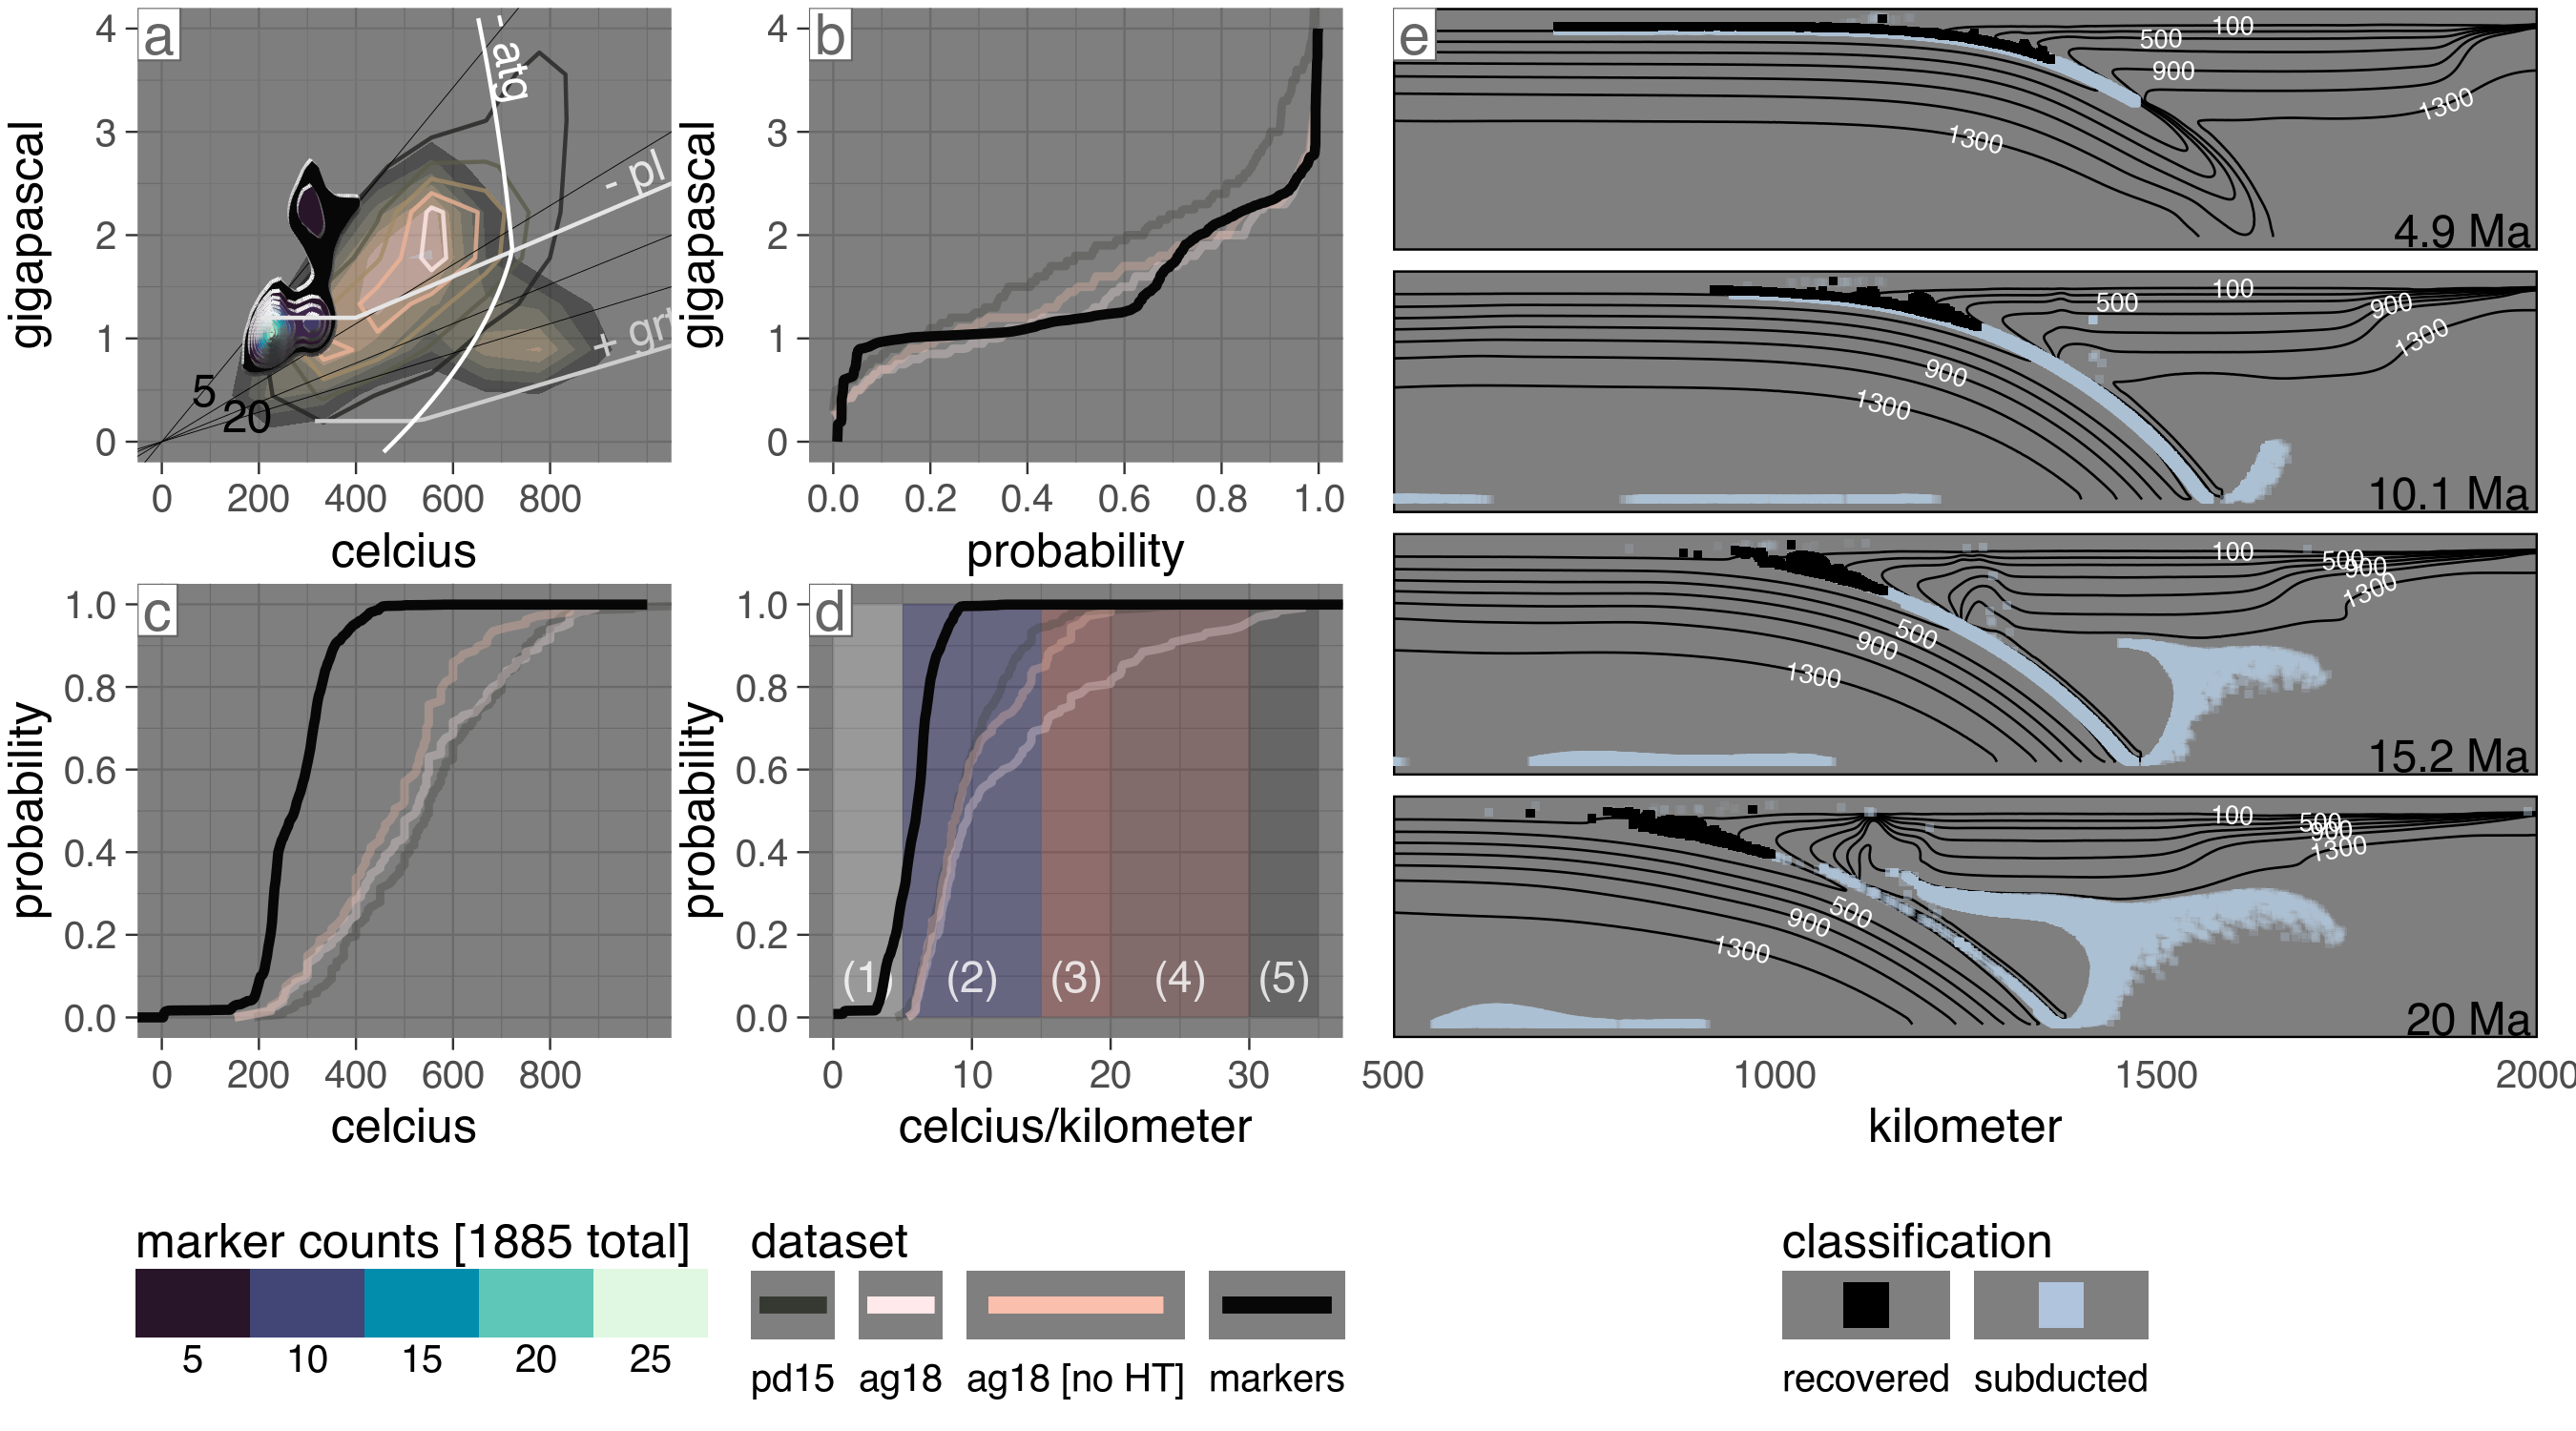 a
4
3
2
1
0
gigapascal
- atg
- pl
+ grt
5
20
0 200 400 600 800
celcius
b
4
3
2
1
0
gigapascal
0.0 0.2 0.4 0.6 0.8 1.0
probability
c
1.0
0.8
0.6
0.4
0.2
0.0
probability
0 200 400 600 800
celcius
d
1.0
0.8
0.6
0.4
0.2
0.0
probability
(1) (2) (3) (4) (5)
0 10 20 30
celcius/kilometer
e
100
500
900
1300
1300
4.9 Ma
100
500
900
1300
900
1300
10.1 Ma
100
500
900
1300
500
900
1300
15.2 Ma
100
500
900
1300
500
900
1300
20 Ma
500 1000 1500 2000
kilometer
marker counts [1885 total]
5 10 15 20 25
dataset
pd15 ag18 ag18 [no HT] markers
classification
recovered subducted